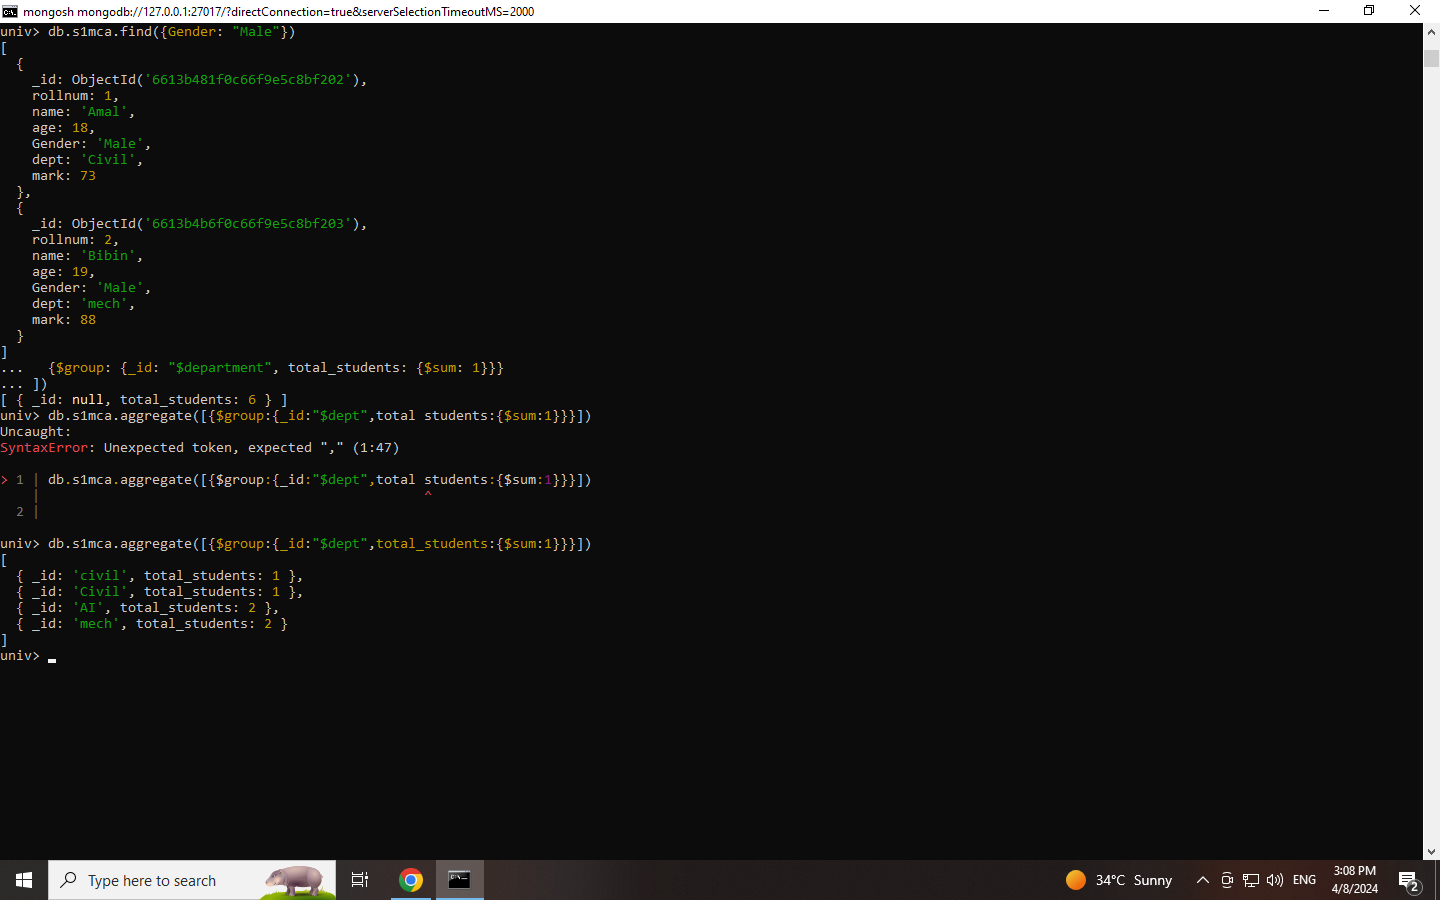 mongosh mongodb://127.0.0.1:27017/?directConnection=true&serverSelectionTimeoutMS=2000
univ> db.s1mca.find({Gender: "Male"})
[
  {
    _id: ObjectId('6613b481f0c66f9e5c8bf202'),
    rollnum: 1,
    name: 'Amal',
    age: 18,
    Gender: 'Male',
    dept: 'Civil',
    mark: 73
  },
  {
    _id: ObjectId('6613b4b6f0c66f9e5c8bf203'),
    rollnum: 2,
    name: 'Bibin',
    age: 19,
    Gender: 'Male',
    dept: 'mech',
    mark: 88
  }
]
...   {$group: {_id: "$department", total_students: {$sum: 1}}}
... ])
[ { _id: null, total_students: 6 } ]
univ> db.s1mca.aggregate([{$group:{_id:"$dept",total students:{$sum:1}}}])
Uncaught:
SyntaxError: Unexpected token, expected "," (1:47)

> 1 | db.s1mca.aggregate([{$group:{_id:"$dept",total students:{$sum:1}}}])
    |                                                ^
  2 |

univ> db.s1mca.aggregate([{$group:{_id:"$dept",total_students:{$sum:1}}}])
[
  { _id: 'civil', total_students: 1 },
  { _id: 'Civil', total_students: 1 },
  { _id: 'AI', total_students: 2 },
  { _id: 'mech', total_students: 2 }
]
univ>
Type here to search
34°C Sunny
ENG
3:08 PM
4/8/2024
2